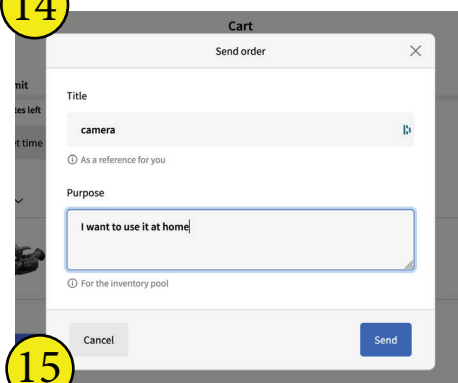 14
Cart
Send order
mit
tes left
Title
camera
t time
As a reference for you
Purpose
I want to use it at home
For the inventory pool
Cancel
Send
15